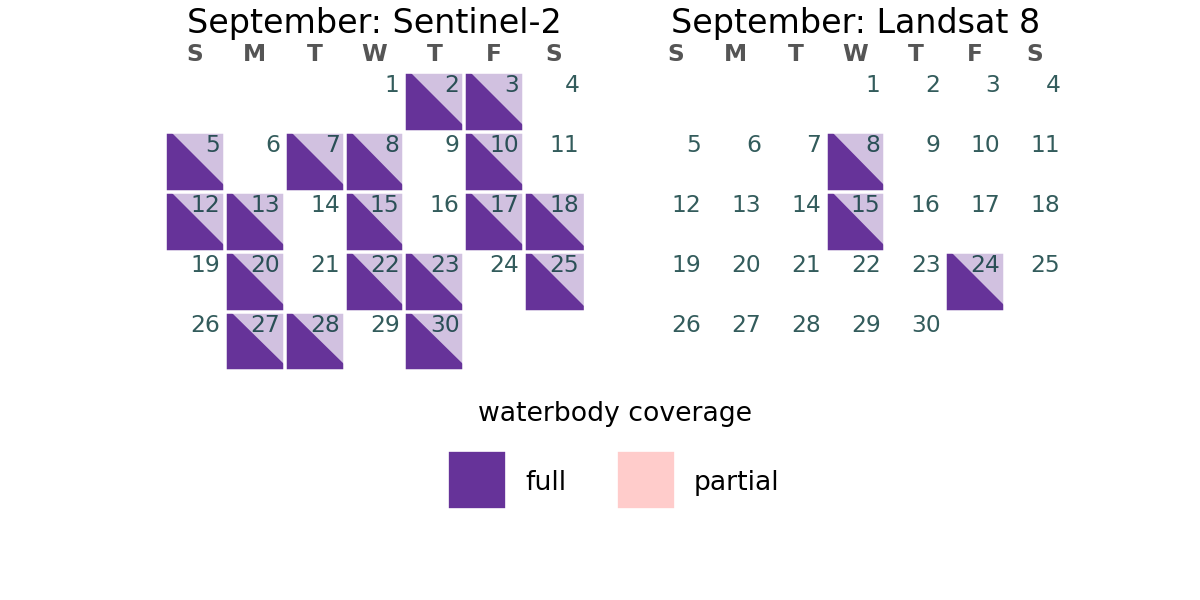 September: Sentinel-2
S M T W T F S
1 2 3 4
5 6 7 8 9 10 11
12 13 14 15 16 17 18
19 20 21 22 23 24 25
26 27 28 29 30
September: Landsat 8
S M T W T F S
1 2 3 4
5 6 7 8 9 10 11
12 13 14 15 16 17 18
19 20 21 22 23 24 25
26 27 28 29 30
waterbody coverage
full
partial